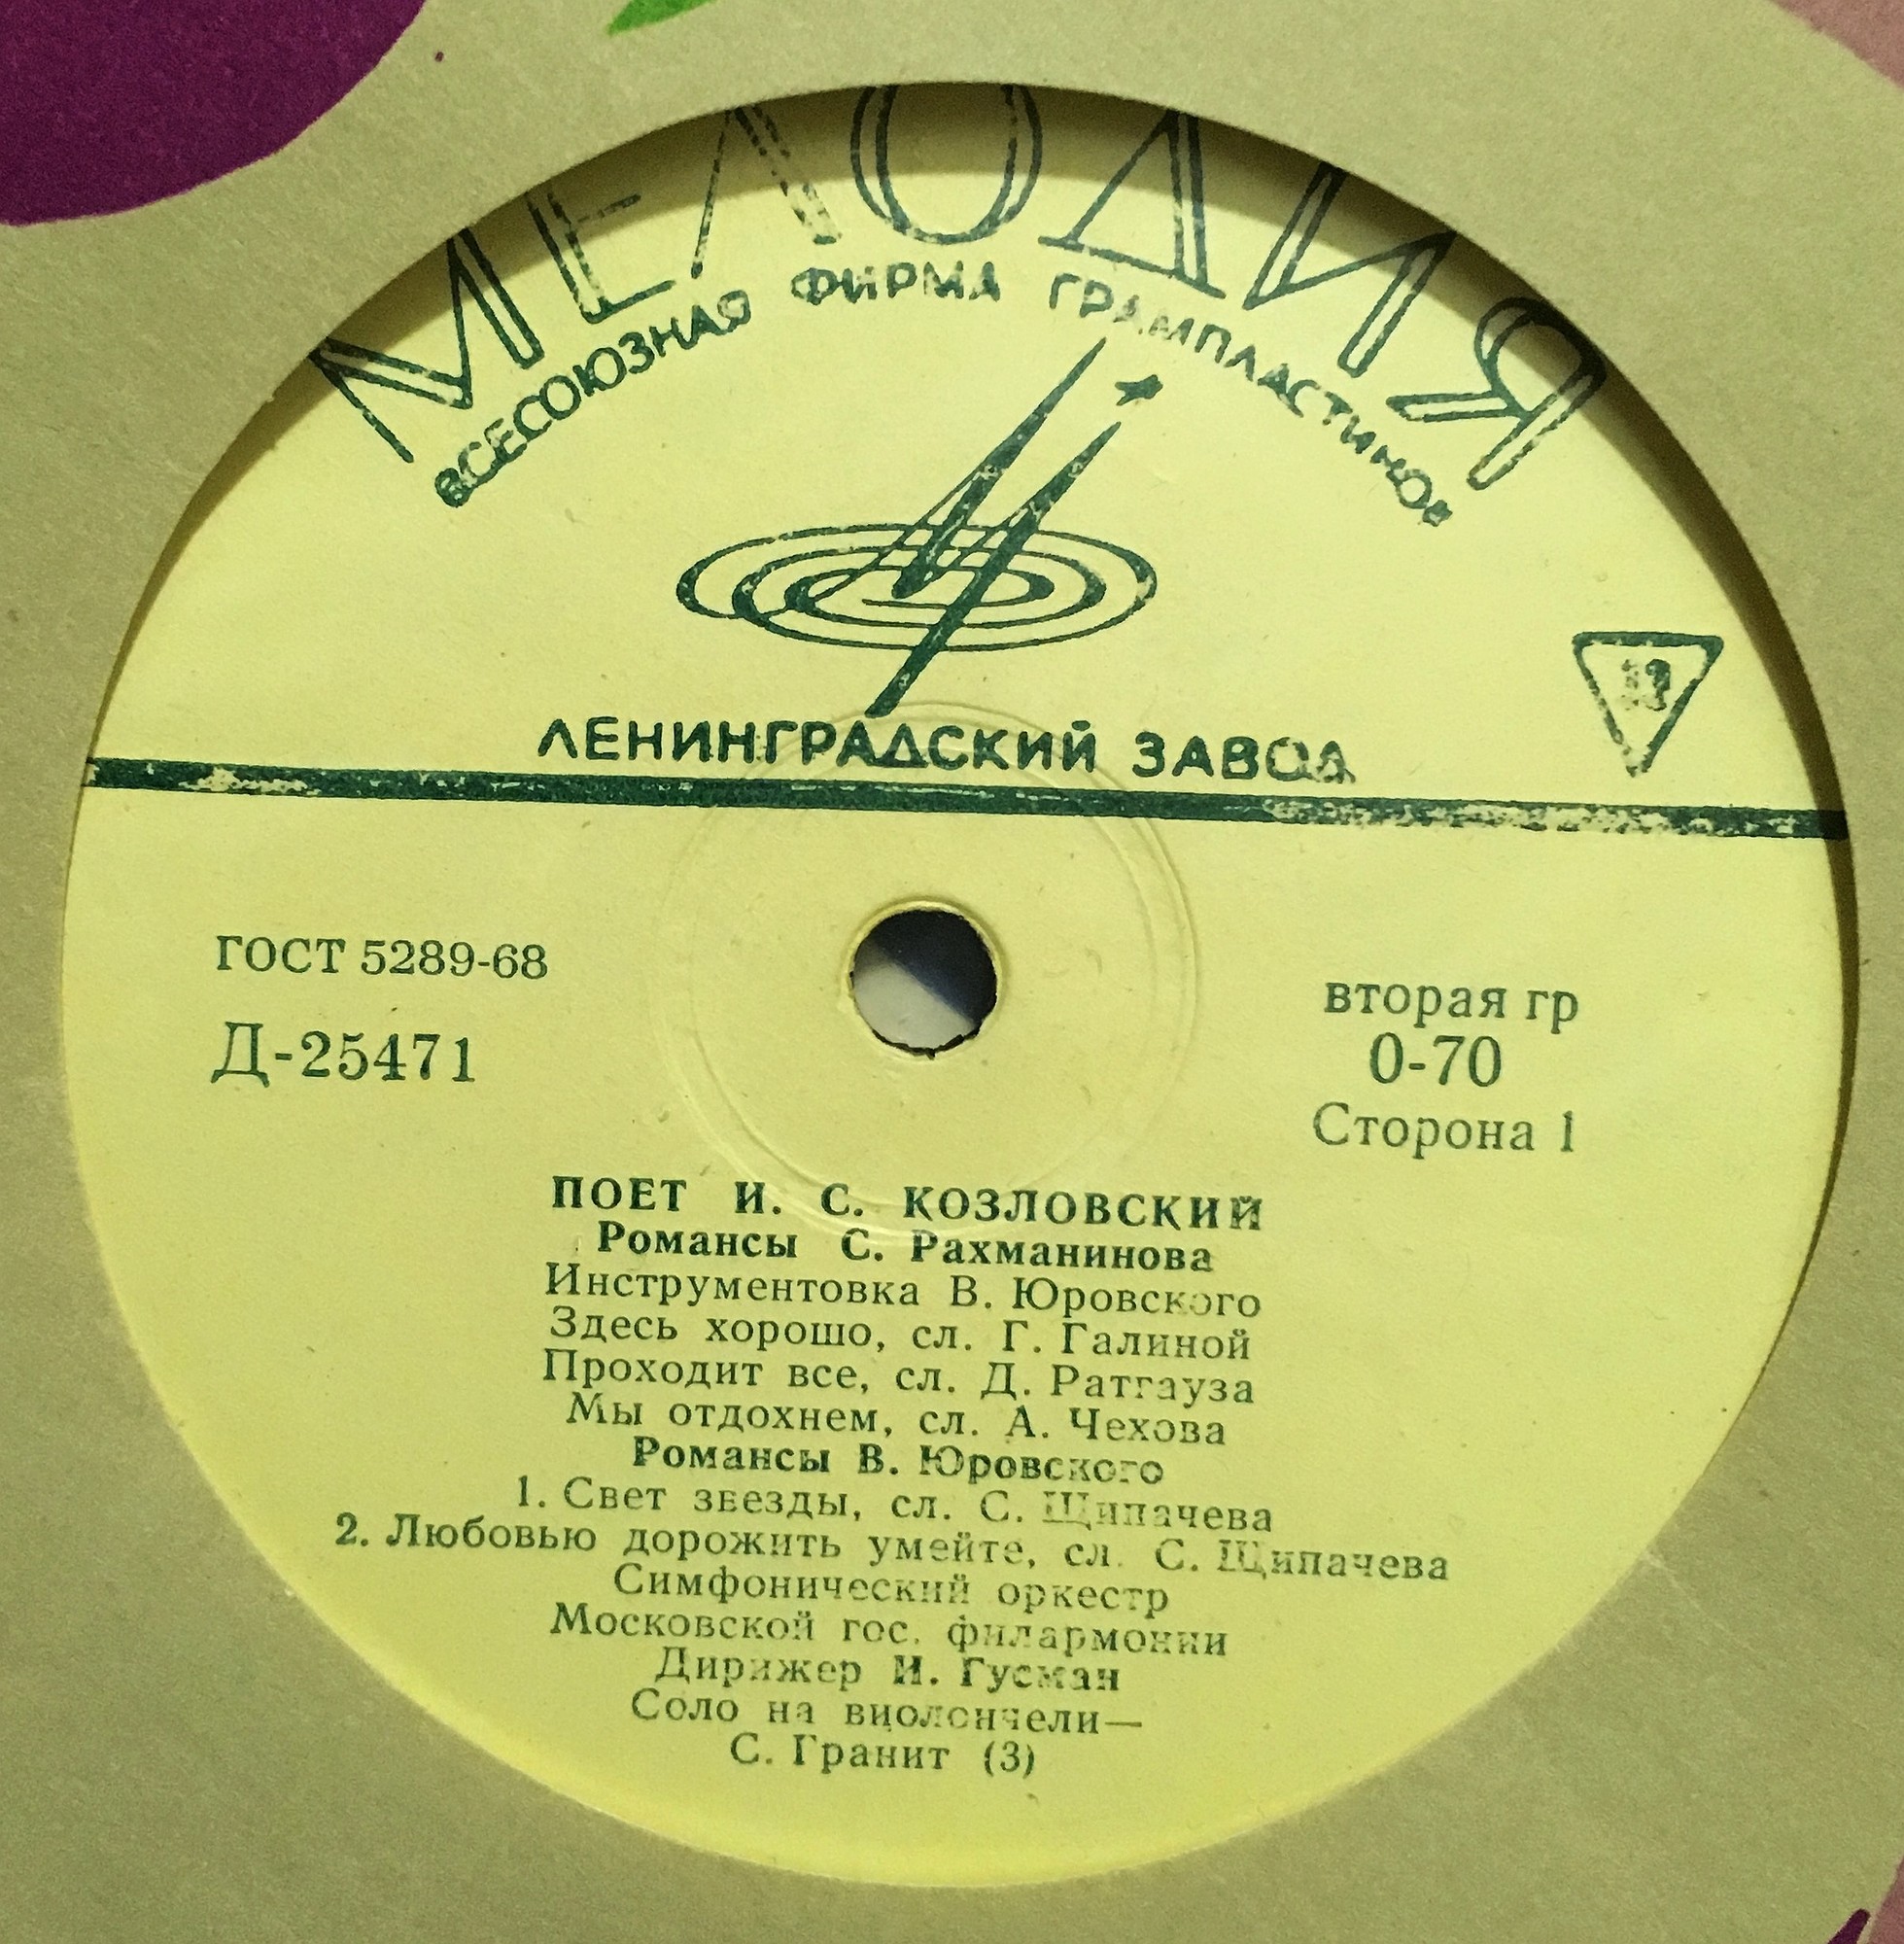 МЕЛОДИЯ
ВСЕСОЮЗНАЯ ФИРМА ГРАМПЛАСТИНОК
ЛЕНИНГРАДСКИЙ ЗАВОД
ГОСТ 5289-68
Д-25471
вторая гр
0-70
Сторона 1
ПОЕТ И. С. КОЗЛОВСКИЙ
Романсы С. Рахманинова
Инструментовка В. Юровского
Здесь хорошо, сл. Г. Галиной
Проходит все, сл. Д. Ратгауза
Мы отдохнем, сл. А. Чехова
Романсы В. Юровского
1. Свет звезды, сл. С. Щипачева
2. Любовью дорожить умейте, сл. С. Щипачева
Симфонический оркестр
Московской гос. филармонии
Дирижер И. Гусман
Соло на виолончели—
С. Гранит (3)